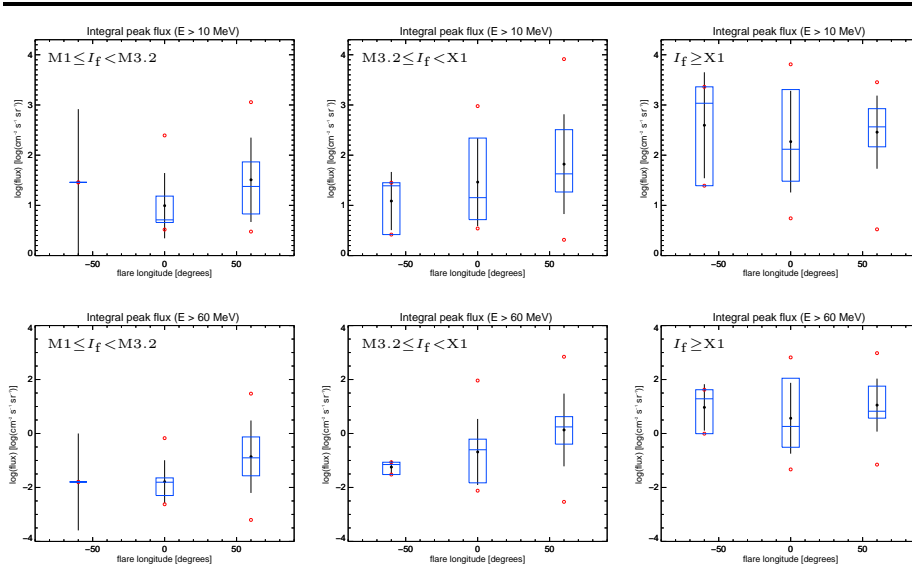 Integral peak flux (E > 10 MeV) Integral peak flux (E > 10 MeV) Integral peak flux (E > 10 MeV)
M1≤I_f<M3.2 M3.2≤I_f<X1 I_f≥X1
log(flux) [log(cm⁻² s⁻¹ sr⁻¹)] log(flux) [log(cm⁻² s⁻¹ sr⁻¹)] log(flux) [log(cm⁻² s⁻¹ sr⁻¹)]
4 4 4
3 3 3
2 2 2
1 1 1
0 0 0
−50 0 50 −50 0 50 −50 0 50
flare longitude [degrees] flare longitude [degrees] flare longitude [degrees]
Integral peak flux (E > 60 MeV) Integral peak flux (E > 60 MeV) Integral peak flux (E > 60 MeV)
M1≤I_f<M3.2 M3.2≤I_f<X1 I_f≥X1
log(flux) [log(cm⁻² s⁻¹ sr⁻¹)] log(flux) [log(cm⁻² s⁻¹ sr⁻¹)] log(flux) [log(cm⁻² s⁻¹ sr⁻¹)]
4 4 4
2 2 2
0 0 0
−2 −2 −2
−4 −4 −4
−50 0 50 −50 0 50 −50 0 50
flare longitude [degrees] flare longitude [degrees] flare longitude [degrees]